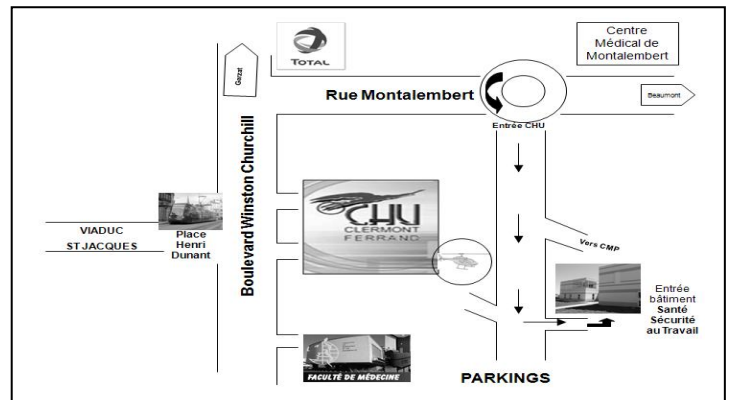 TOTAL
Centre
Médical de
Montalembert
Gerzat
Rue Montalembert
Beaumont
Entrée CHU
Boulevard Winston Churchill
CHU
CLERMONT
FERRAND
VIADUC
ST JACQUES
Place
Henri
Dunant
Vers CMP
Entrée
bâtiment
Santé
Sécurité
au Travail
FACULTÉ DE MÉDECINE
PARKINGS